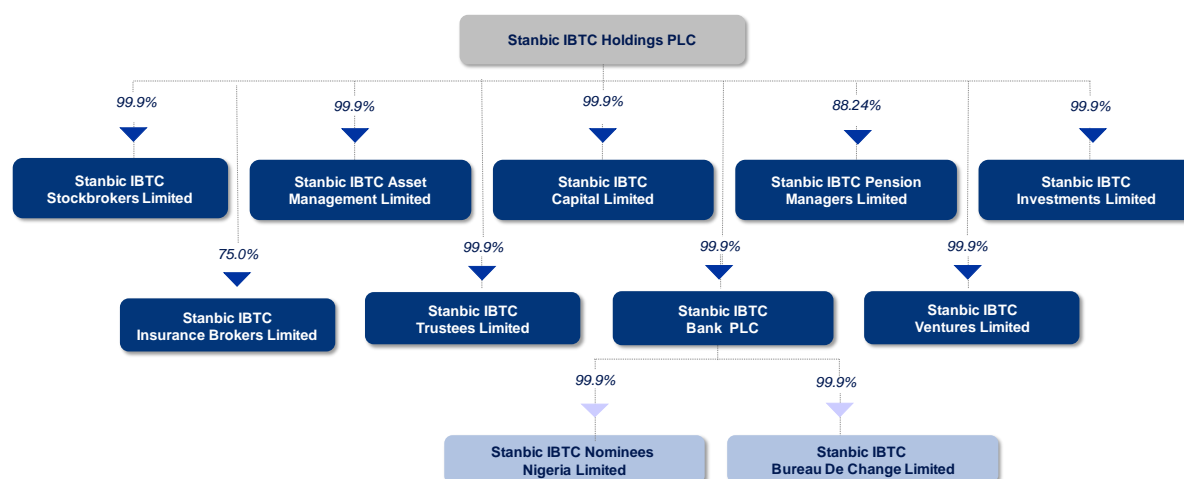 Stanbic IBTC Holdings PLC
99.9%
99.9%
99.9%
88.24%
99.9%
Stanbic IBTC
Stockbrokers Limited
Stanbic IBTC Asset
Management Limited
Stanbic IBTC
Capital Limited
Stanbic IBTC Pension
Managers Limited
Stanbic IBTC
Investments Limited
75.0%
99.9%
99.9%
99.9%
Stanbic IBTC
Insurance Brokers Limited
Stanbic IBTC
Trustees Limited
Stanbic IBTC
Bank PLC
Stanbic IBTC
Ventures Limited
99.9%
99.9%
Stanbic IBTC Nominees
Nigeria Limited
Stanbic IBTC
Bureau De Change Limited